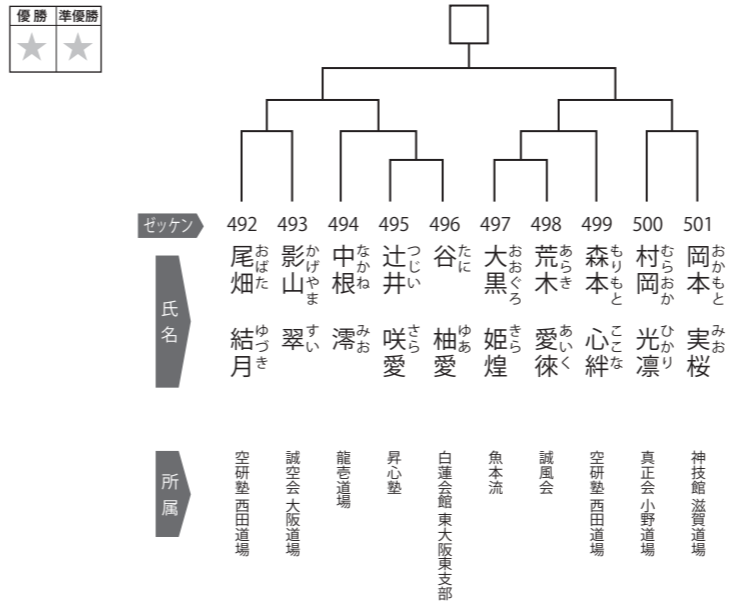 優 勝 準優勝
★ ★
ゼッケン 492 493 494 495 496 497 498 499 500 501
氏名
尾畑 結月 おばた ゆづき
影山 翠 かげやま すい
中根 澪 なかね みお
辻井 咲愛 つじい さら
谷 柚愛 たに ゆあ
大黒 姫煌 おおぐろ きら
荒木 愛徠 あらき あいく
森本 心絆 もりもと ここな
村岡 光凛 むらおか ひかり
岡本 実桜 おかもと みお
所属
空研塾 西田道場
誠空会 大阪道場
龍壱道場
昇心塾
白蓮会館 東大阪東支部
魚本流
誠風会
空研塾 西田道場
真正会 小野道場
神技館 滋賀道場